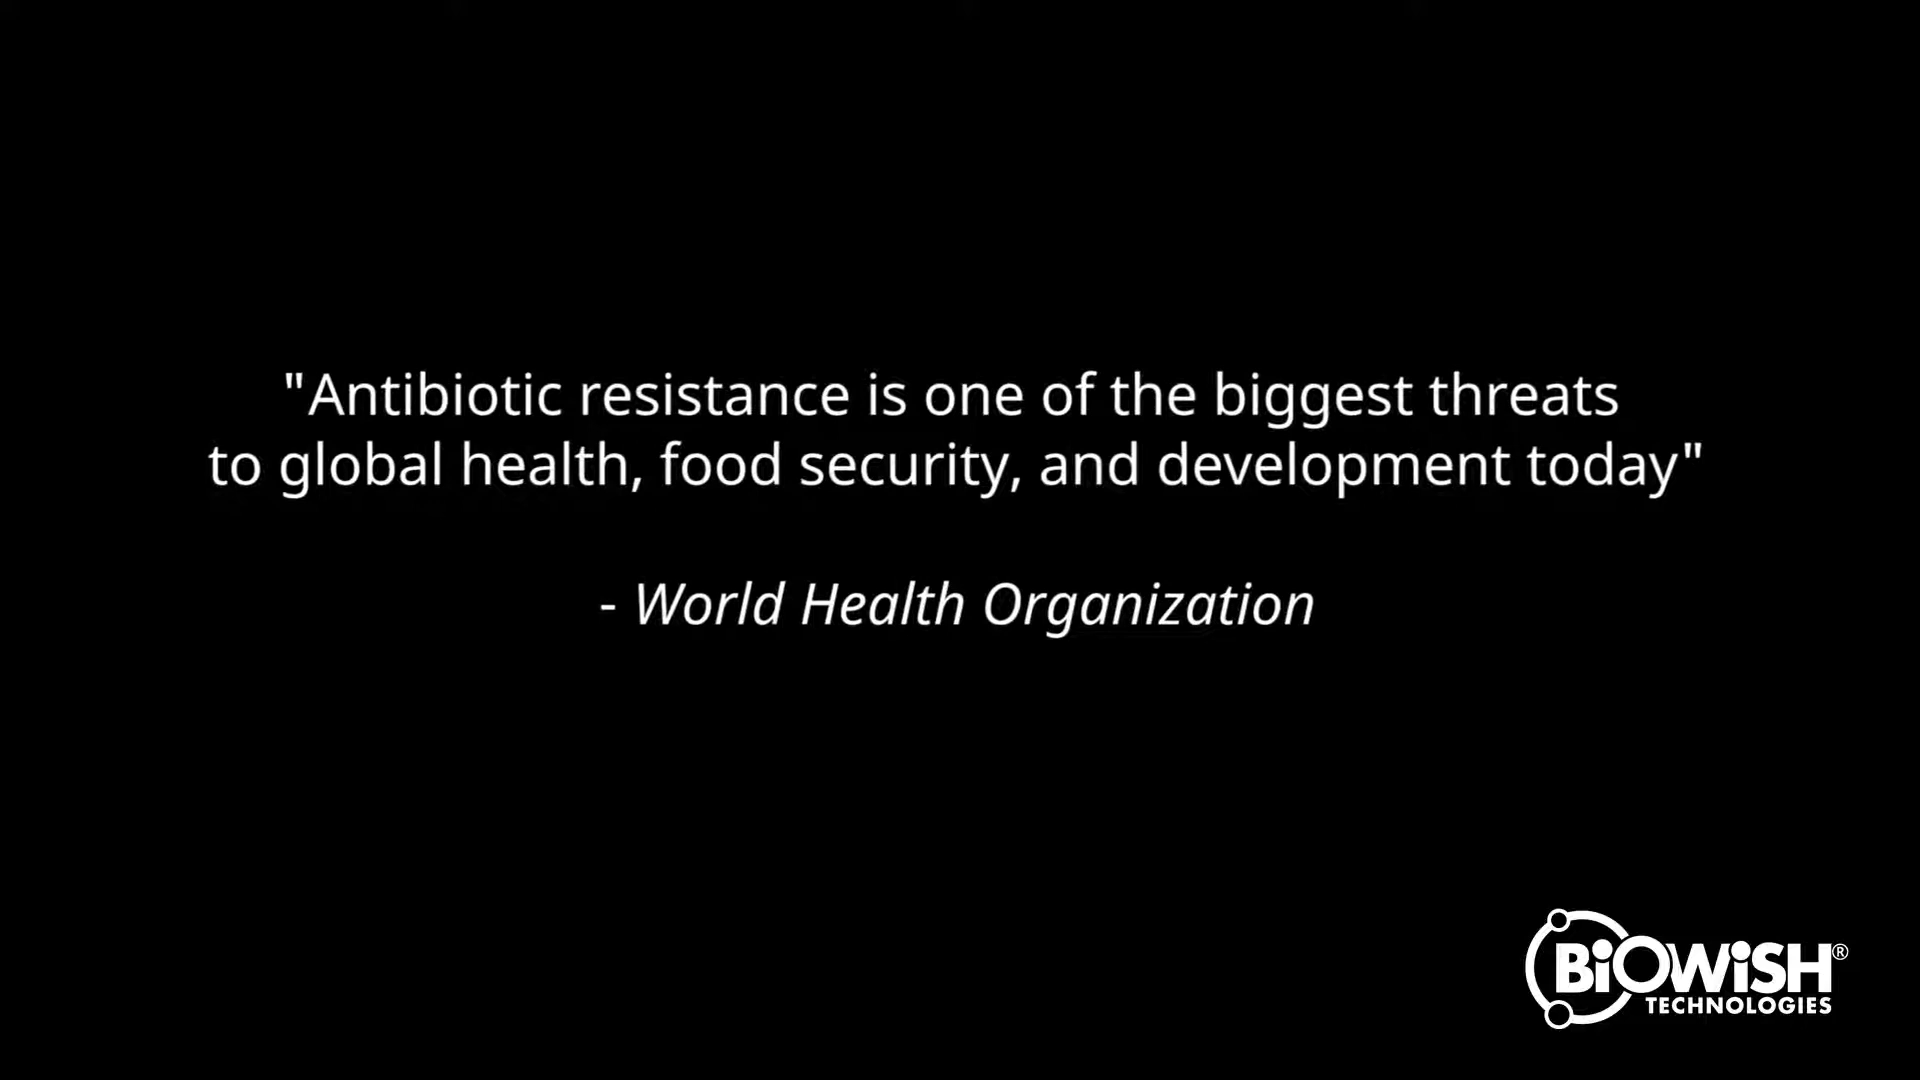 "Antibiotic resistance is one of the biggest threats
to global health, food security, and development today"
- World Health Organization
BiOWiSH®
TECHNOLOGIES